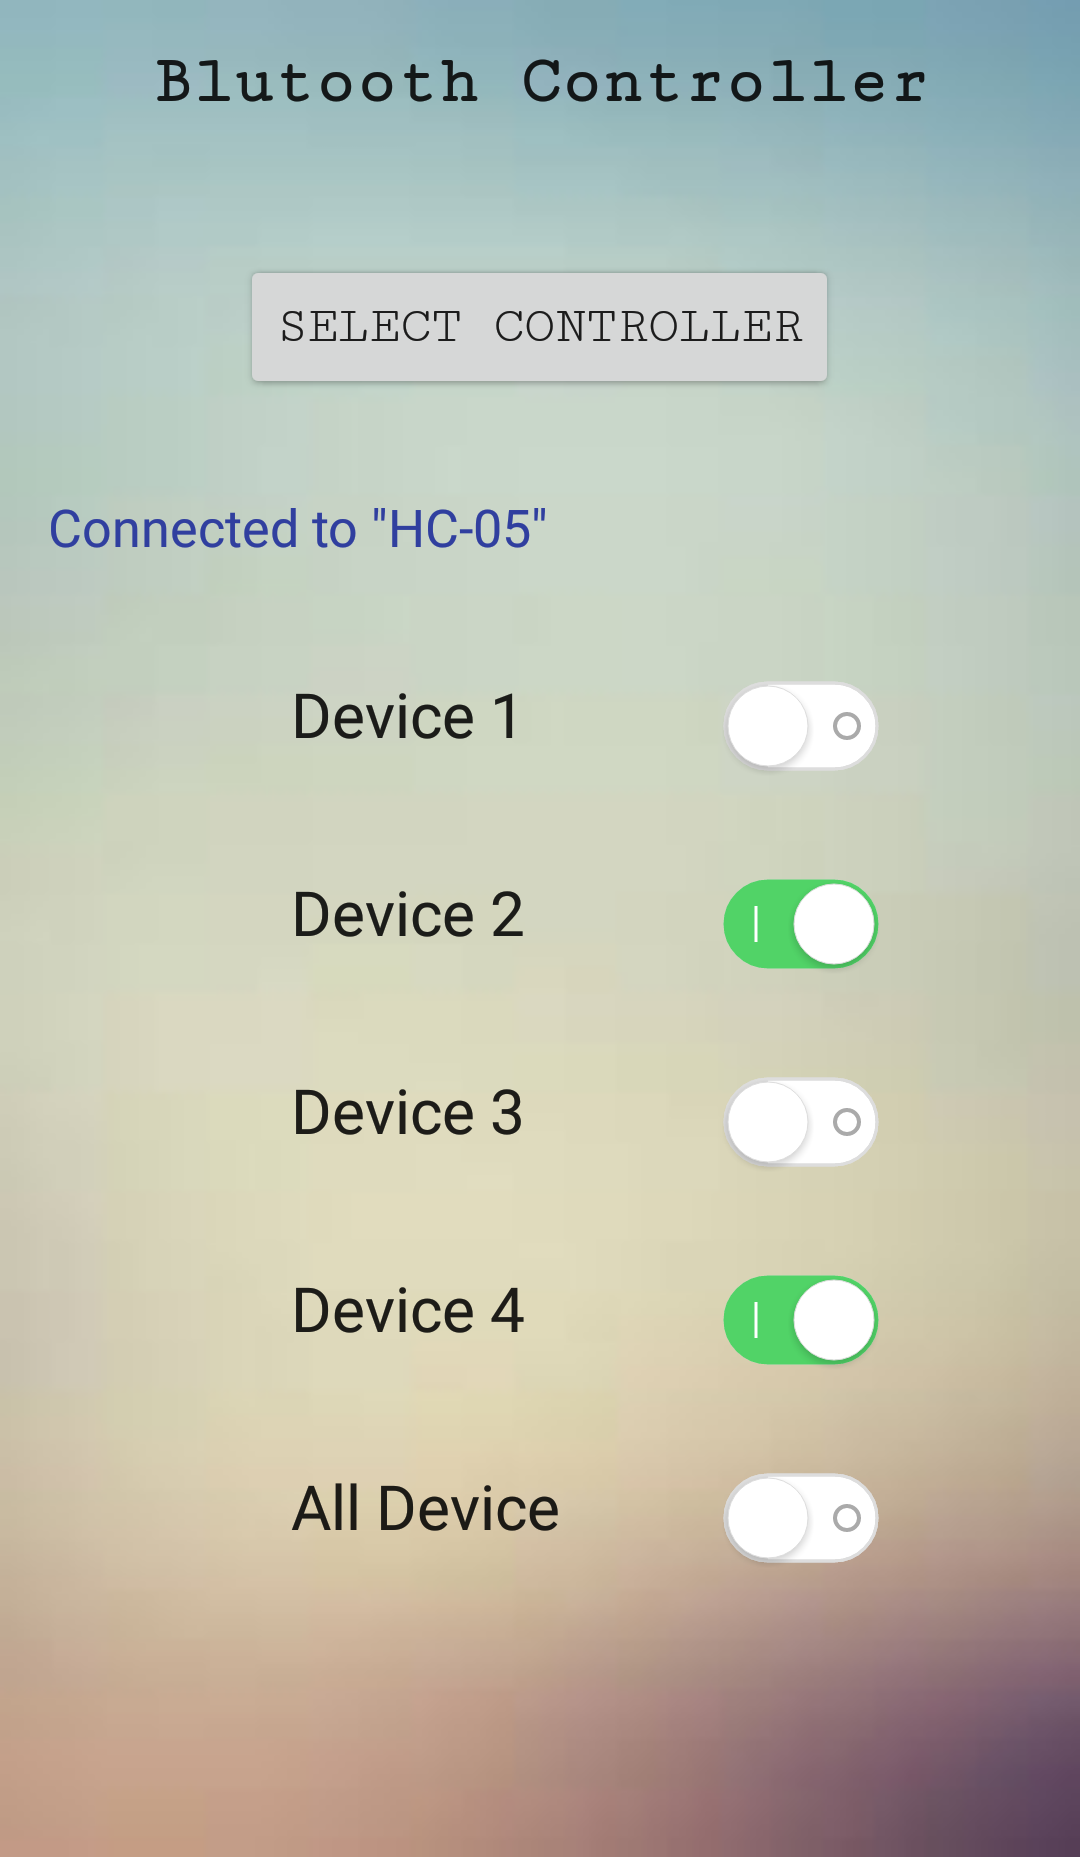 Blutooth Controller
SELECT CONTROLLER
Connected to "HC-05"
Device 1
Device 2
Device 3
Device 4
All Device